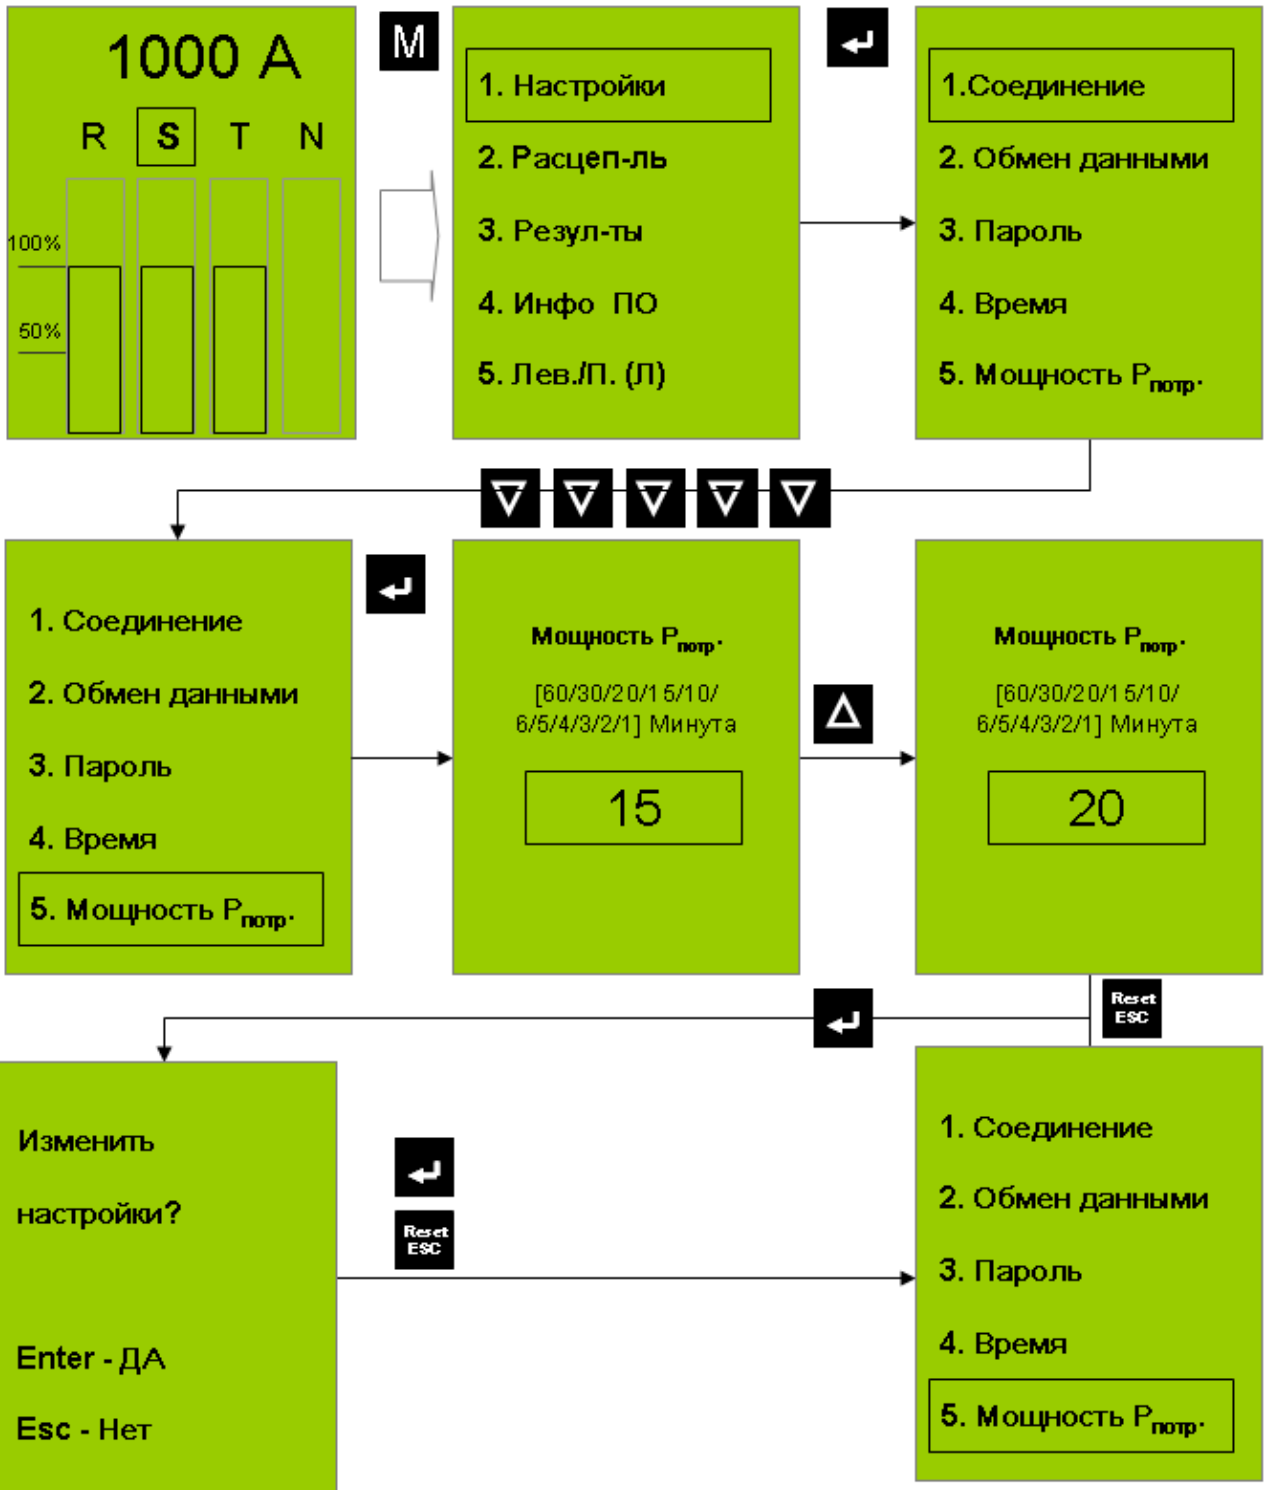 1000 A
R S T N
100%
50%
M
1. Настройки
2. Расцеп-ль
3. Резул-ты
4. Инфо ПО
5. Лев./П. (Л)
1.Соединение
2. Обмен данными
3. Пароль
4. Время
5. Мощность Рпотр.
1. Соединение
2. Обмен данными
3. Пароль
4. Время
5. Мощность Рпотр.
Мощность Рпотр.
[60/30/20/15/10/
6/5/4/3/2/1] Минута
15
Мощность Рпотр.
[60/30/20/15/10/
6/5/4/3/2/1] Минута
20
Reset
ESC
Изменить
настройки?
Enter - ДА
Esc - Нет
Reset
ESC
1. Соединение
2. Обмен данными
3. Пароль
4. Время
5. Мощность Рпотр.